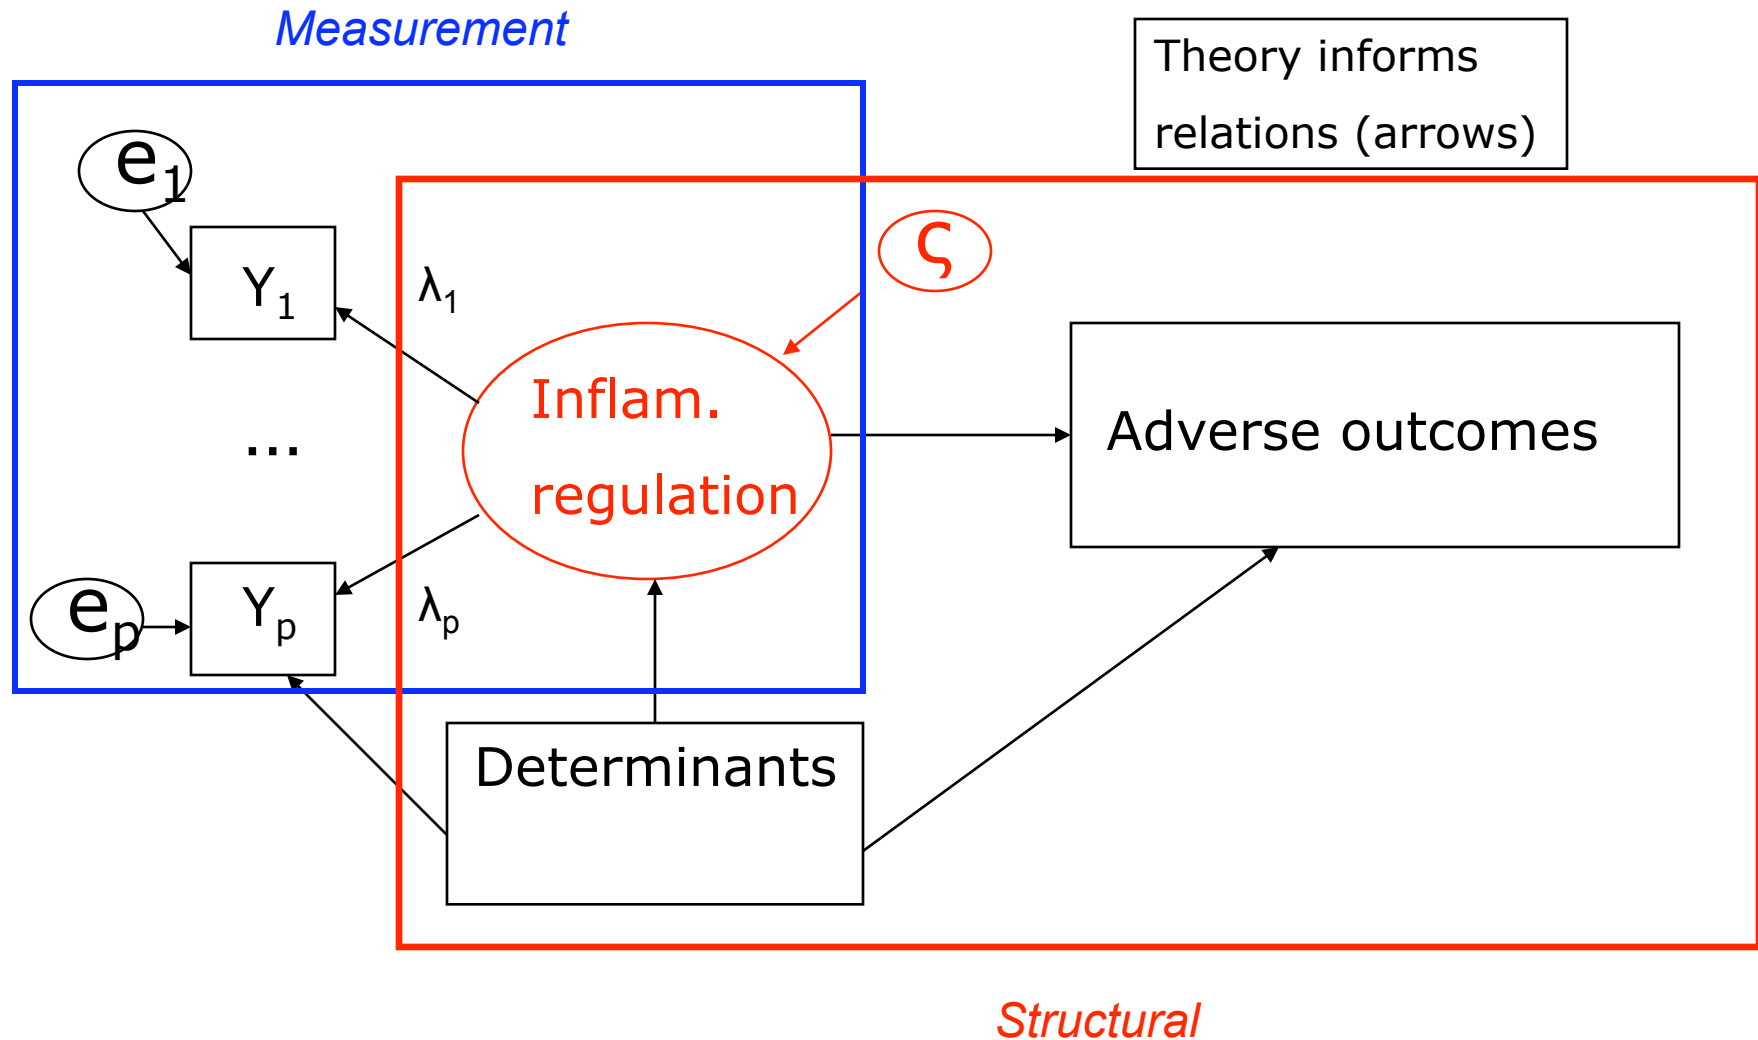 Measurement
Theory informs
relations (arrows)
e₁
ς
Y₁
λ₁
Inflam.
regulation
Adverse outcomes
...
eₚ
Yₚ
λₚ
Determinants
Structural